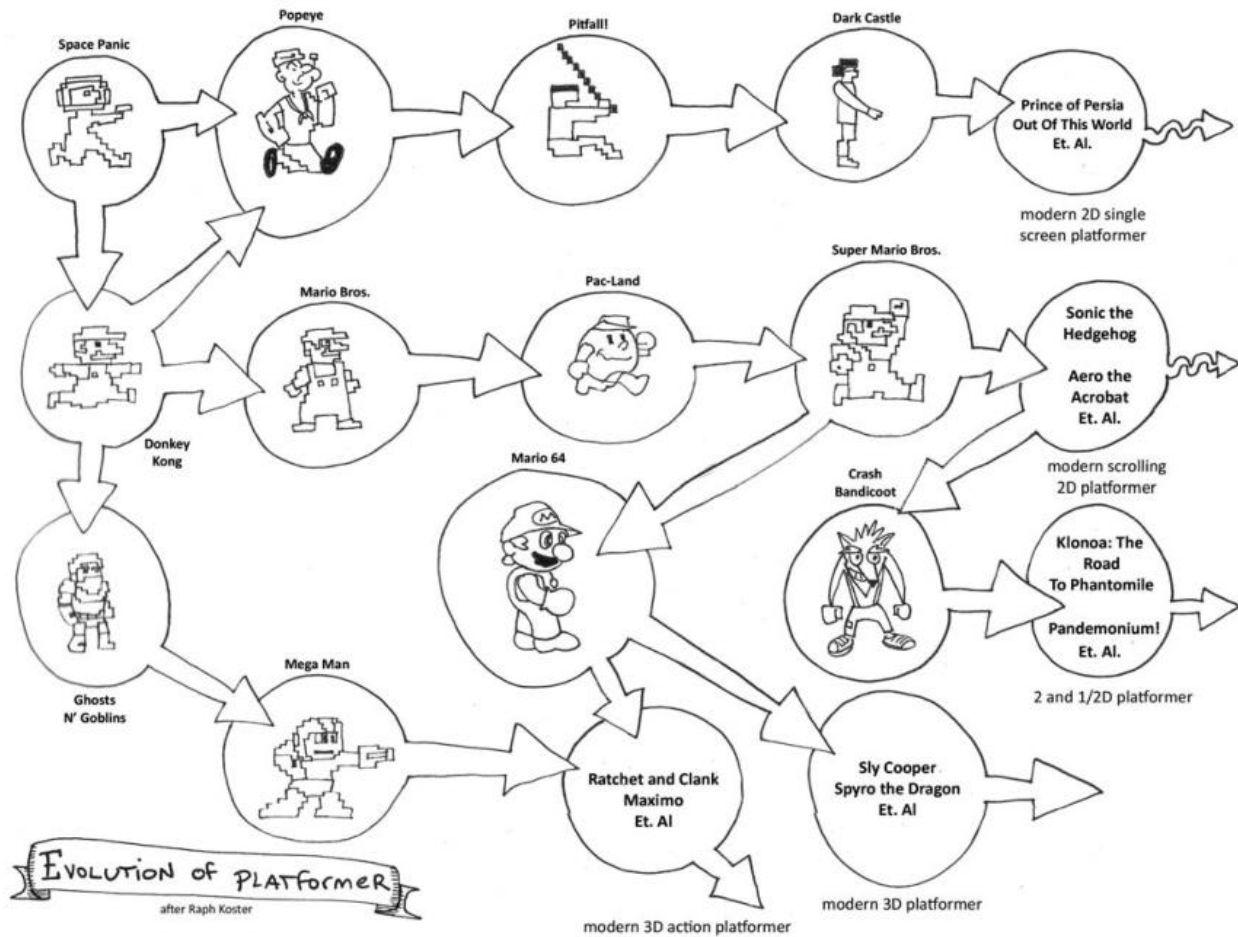 Popeye
Pitfall!
Dark Castle
Space Panic
Prince of Persia
Out Of This World
Et. Al.
modern 2D single
screen platformer
Super Mario Bros.
Mario Bros.
Pac-Land
Sonic the
Hedgehog
Aero the
Acrobat
Et. Al.
Donkey
Kong
modern scrolling
2D platformer
Mario 64
M
Crash
Bandicoot
Klonoa: The
Road
To Phantomile
Pandemonium!
Et. Al.
2 and 1/2D platformer
Ghosts
N' Goblins
Mega Man
Ratchet and Clank
Maximo
Et. Al
Sly Cooper
Spyro the Dragon
Et. Al
EVOLUTION OF PLATFORMER
after Raph Koster
modern 3D action platformer
modern 3D platformer